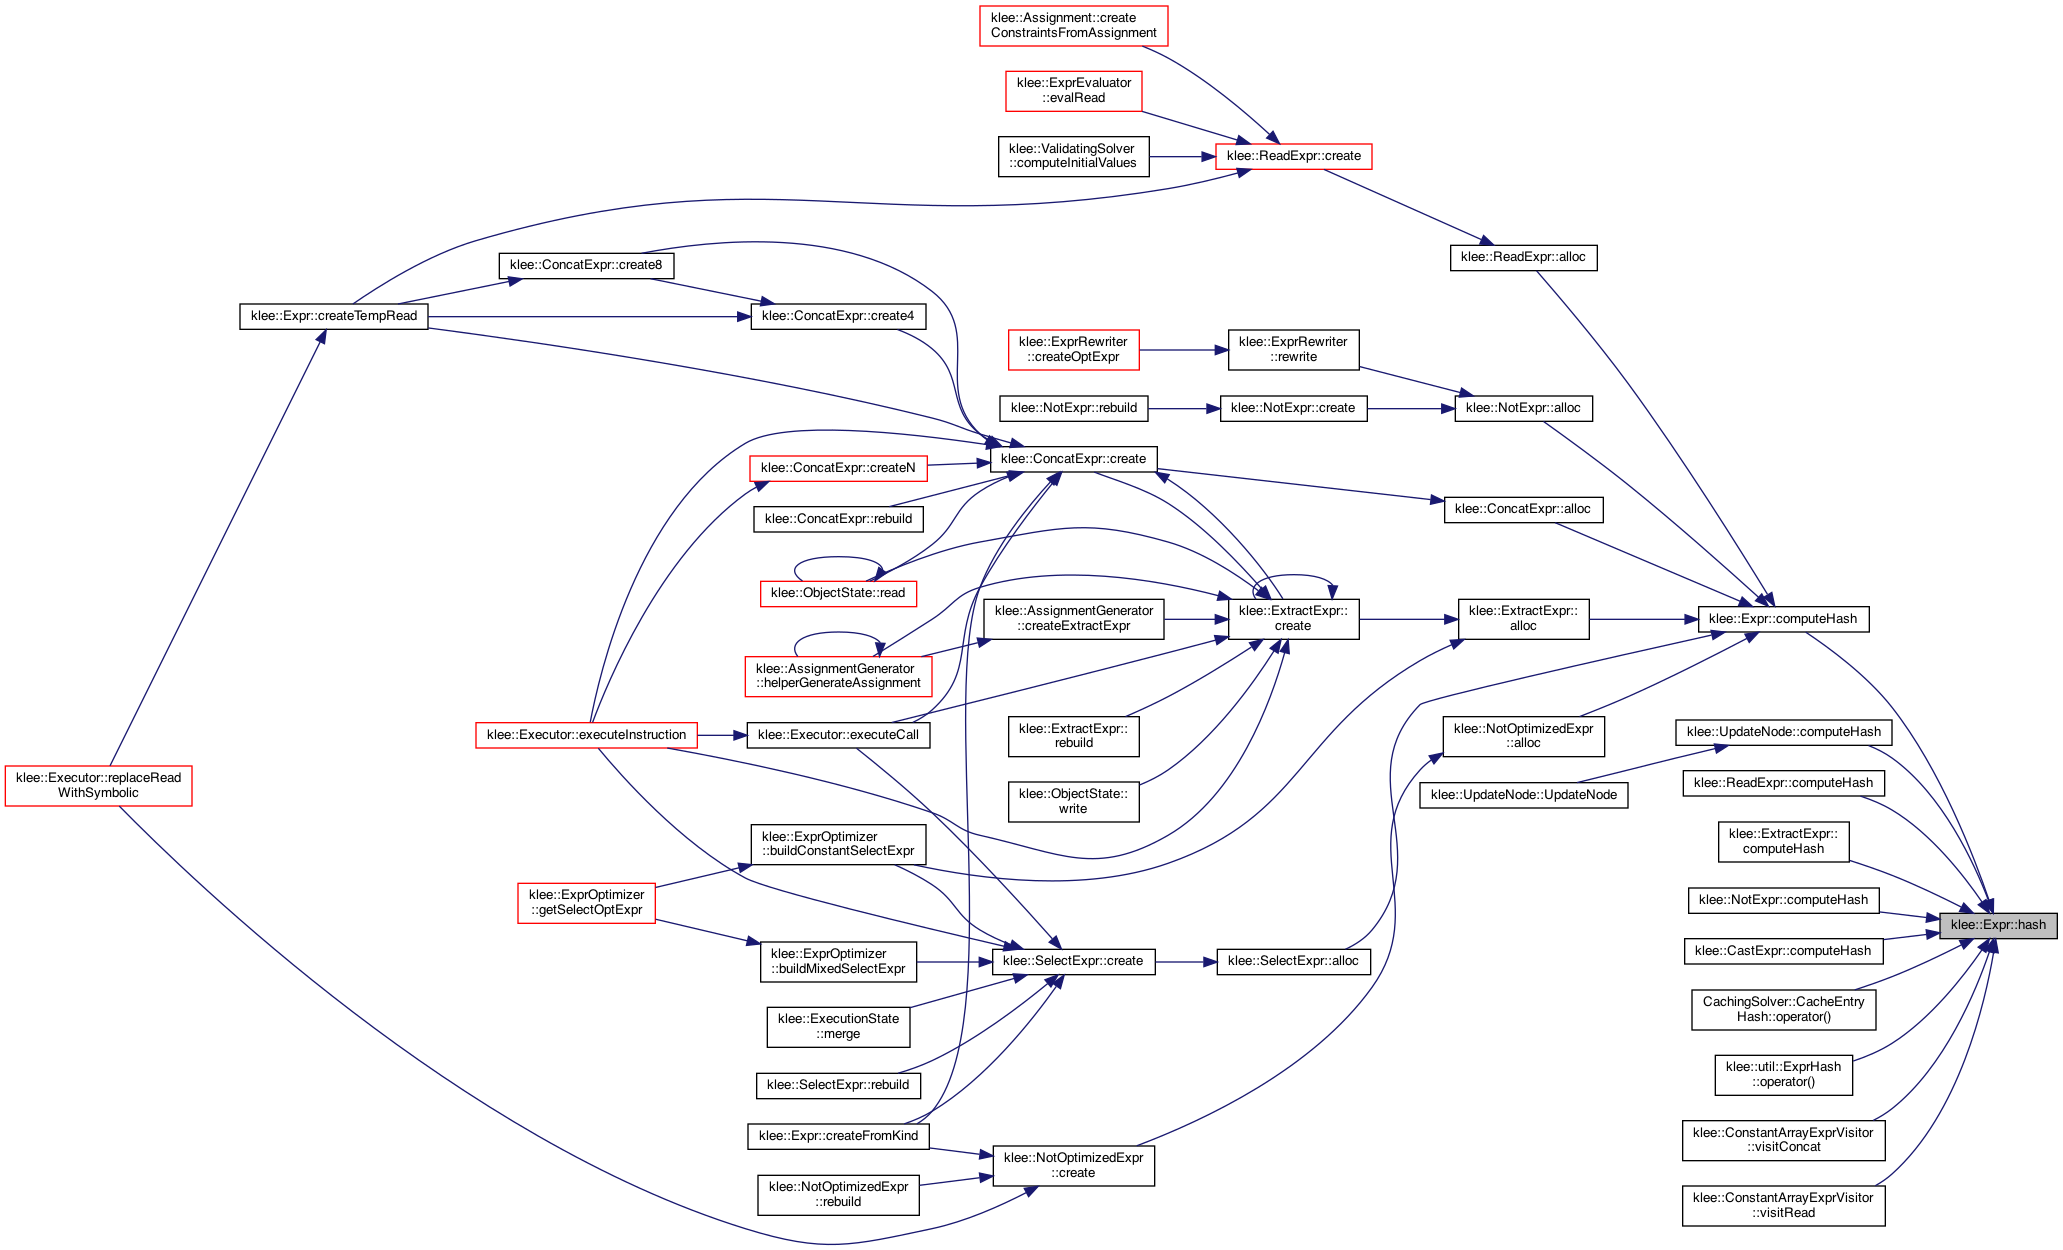 klee::Assignment::create
ConstraintsFromAssignment
klee::ExprEvaluator
::evalRead
klee::ValidatingSolver
::computeInitialValues
klee::ReadExpr::create
klee::ReadExpr::alloc
klee::ConcatExpr::create8
klee::Expr::createTempRead
klee::ConcatExpr::create4
klee::ExprRewriter
::createOptExpr
klee::ExprRewriter
::rewrite
klee::NotExpr::rebuild
klee::NotExpr::create
klee::NotExpr::alloc
klee::ConcatExpr::create
klee::ConcatExpr::createN
klee::ConcatExpr::rebuild
klee::ConcatExpr::alloc
klee::ObjectState::read
klee::AssignmentGenerator
::createExtractExpr
klee::ExtractExpr::
create
klee::ExtractExpr::
alloc
klee::Expr::computeHash
klee::AssignmentGenerator
::helperGenerateAssignment
klee::Executor::executeInstruction
klee::Executor::executeCall
klee::ExtractExpr::
rebuild
klee::NotOptimizedExpr
::alloc
klee::UpdateNode::computeHash
klee::Executor::replaceRead
WithSymbolic
klee::ObjectState::
write
klee::UpdateNode::UpdateNode
klee::ReadExpr::computeHash
klee::ExprOptimizer
::buildConstantSelectExpr
klee::ExtractExpr::
computeHash
klee::ExprOptimizer
::getSelectOptExpr
klee::NotExpr::computeHash
klee::Expr::hash
klee::ExprOptimizer
::buildMixedSelectExpr
klee::SelectExpr::create
klee::SelectExpr::alloc
klee::CastExpr::computeHash
klee::ExecutionState
::merge
CachingSolver::CacheEntry
Hash::operator()
klee::SelectExpr::rebuild
klee::util::ExprHash
::operator()
klee::Expr::createFromKind
klee::NotOptimizedExpr
::create
klee::ConstantArrayExprVisitor
::visitConcat
klee::NotOptimizedExpr
::rebuild
klee::ConstantArrayExprVisitor
::visitRead